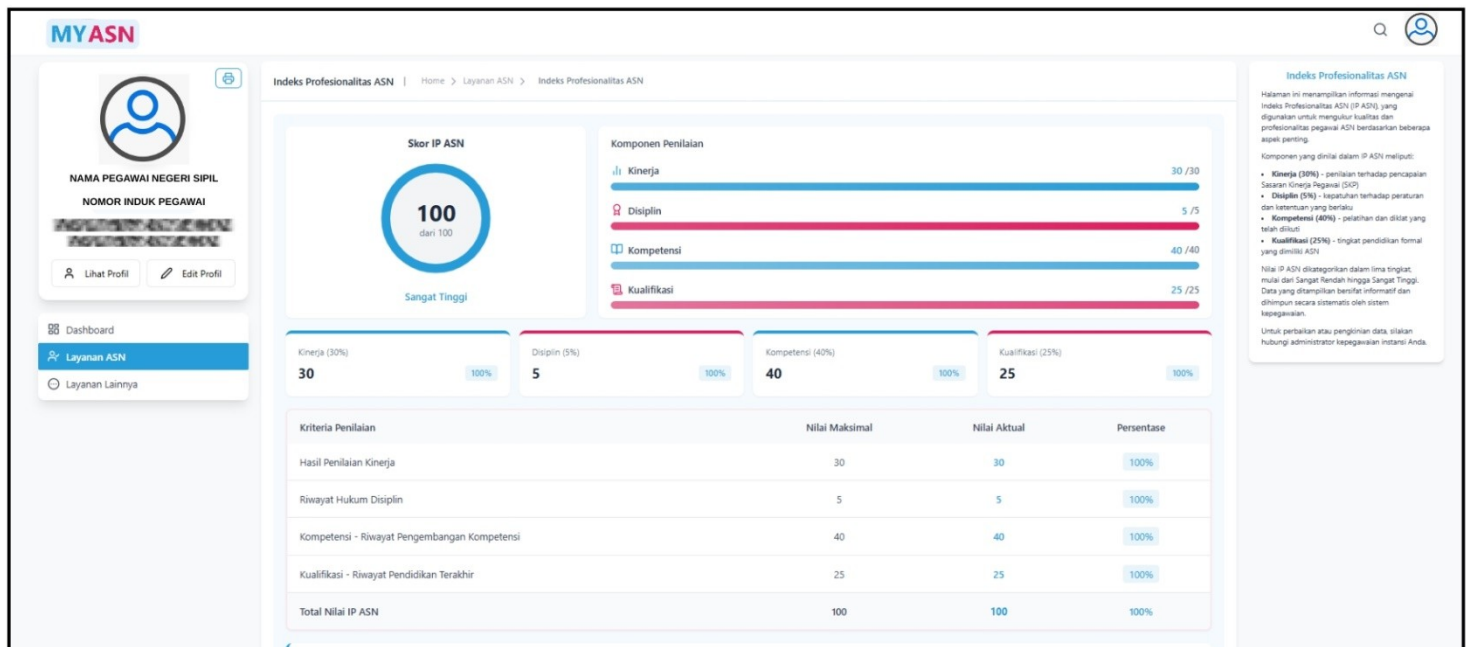 MYASN
NAMA PEGAWAI NEGERI SIPIL
NOMOR INDUK PEGAWAI
Lihat Profil
Edit Profil
Dashboard
Layanan ASN
Layanan Lainnya
Indeks Profesionalitas ASN | Home > Layanan ASN > Indeks Profesionalitas ASN
Skor IP ASN
100
dari 100
Sangat Tinggi
Komponen Penilaian
Kinerja 30 /30
Disiplin 5 /5
Kompetensi 40 /40
Kualifikasi 25 /25
Kinerja (30%)
30 100%
Disiplin (5%)
5 100%
Kompetensi (40%)
40 100%
Kualifikasi (25%)
25 100%
Kriteria Penilaian Nilai Maksimal Nilai Aktual Persentase
Hasil Penilaian Kinerja 30 30 100%
Riwayat Hukum Disiplin 5 5 100%
Kompetensi - Riwayat Pengembangan Kompetensi 40 40 100%
Kualifikasi - Riwayat Pendidikan Terakhir 25 25 100%
Total Nilai IP ASN 100 100 100%
Indeks Profesionalitas ASN
Halaman ini menampilkan informasi mengenai
Indeks Profesionalitas ASN (IP ASN), yang
digunakan untuk mengukur kualitas dan
profesionalitas pegawai ASN berdasarkan beberapa
aspek penting.
Komponen yang dinilai dalam IP ASN meliputi:
• Kinerja (30%) - penilaian terhadap pencapaian
Sasaran Kinerja Pegawai (SKP)
• Disiplin (5%) - kepatuhan terhadap peraturan
dan ketentuan yang berlaku
• Kompetensi (40%) - pelatihan dan diklat yang
telah diikuti
• Kualifikasi (25%) - tingkat pendidikan formal
yang dimiliki ASN
Nilai IP ASN dikategorikan dalam lima tingkat,
mulai dari Sangat Rendah hingga Sangat Tinggi.
Data yang ditampilkan bersifat informatif dan
dihimpun secara sistematis oleh sistem
kepegawaian.
Untuk perbaikan atau pengkinian data, silakan
hubungi administrator kepegawaian instansi Anda.